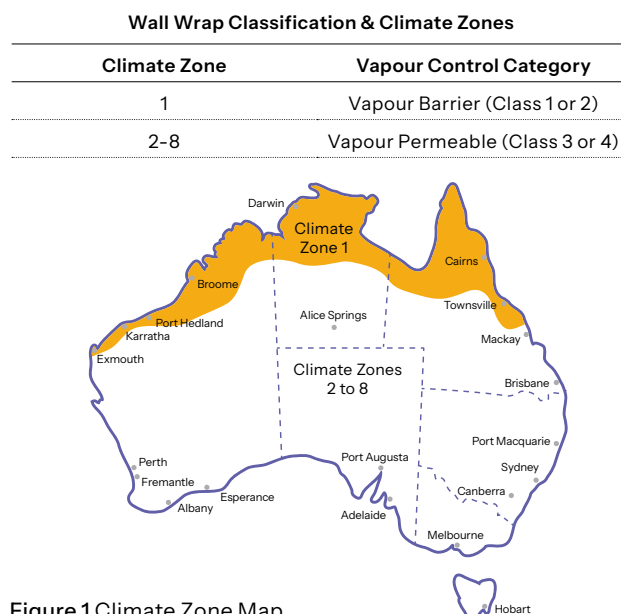 Wall Wrap Classification & Climate Zones
Climate Zone Vapour Control Category
1 Vapour Barrier (Class 1 or 2)
2-8 Vapour Permeable (Class 3 or 4)
Darwin
Climate
Zone 1
Cairns
Broome
Townsville
Alice Springs
Port Hedland
Karratha
Mackay
Exmouth
Climate Zones
2 to 8
Brisbane
Port Macquarie
Port Augusta
Perth
Sydney
Fremantle
Canberra
Esperance
Albany
Adelaide
Melbourne
Hobart
Figure 1 Climate Zone Map